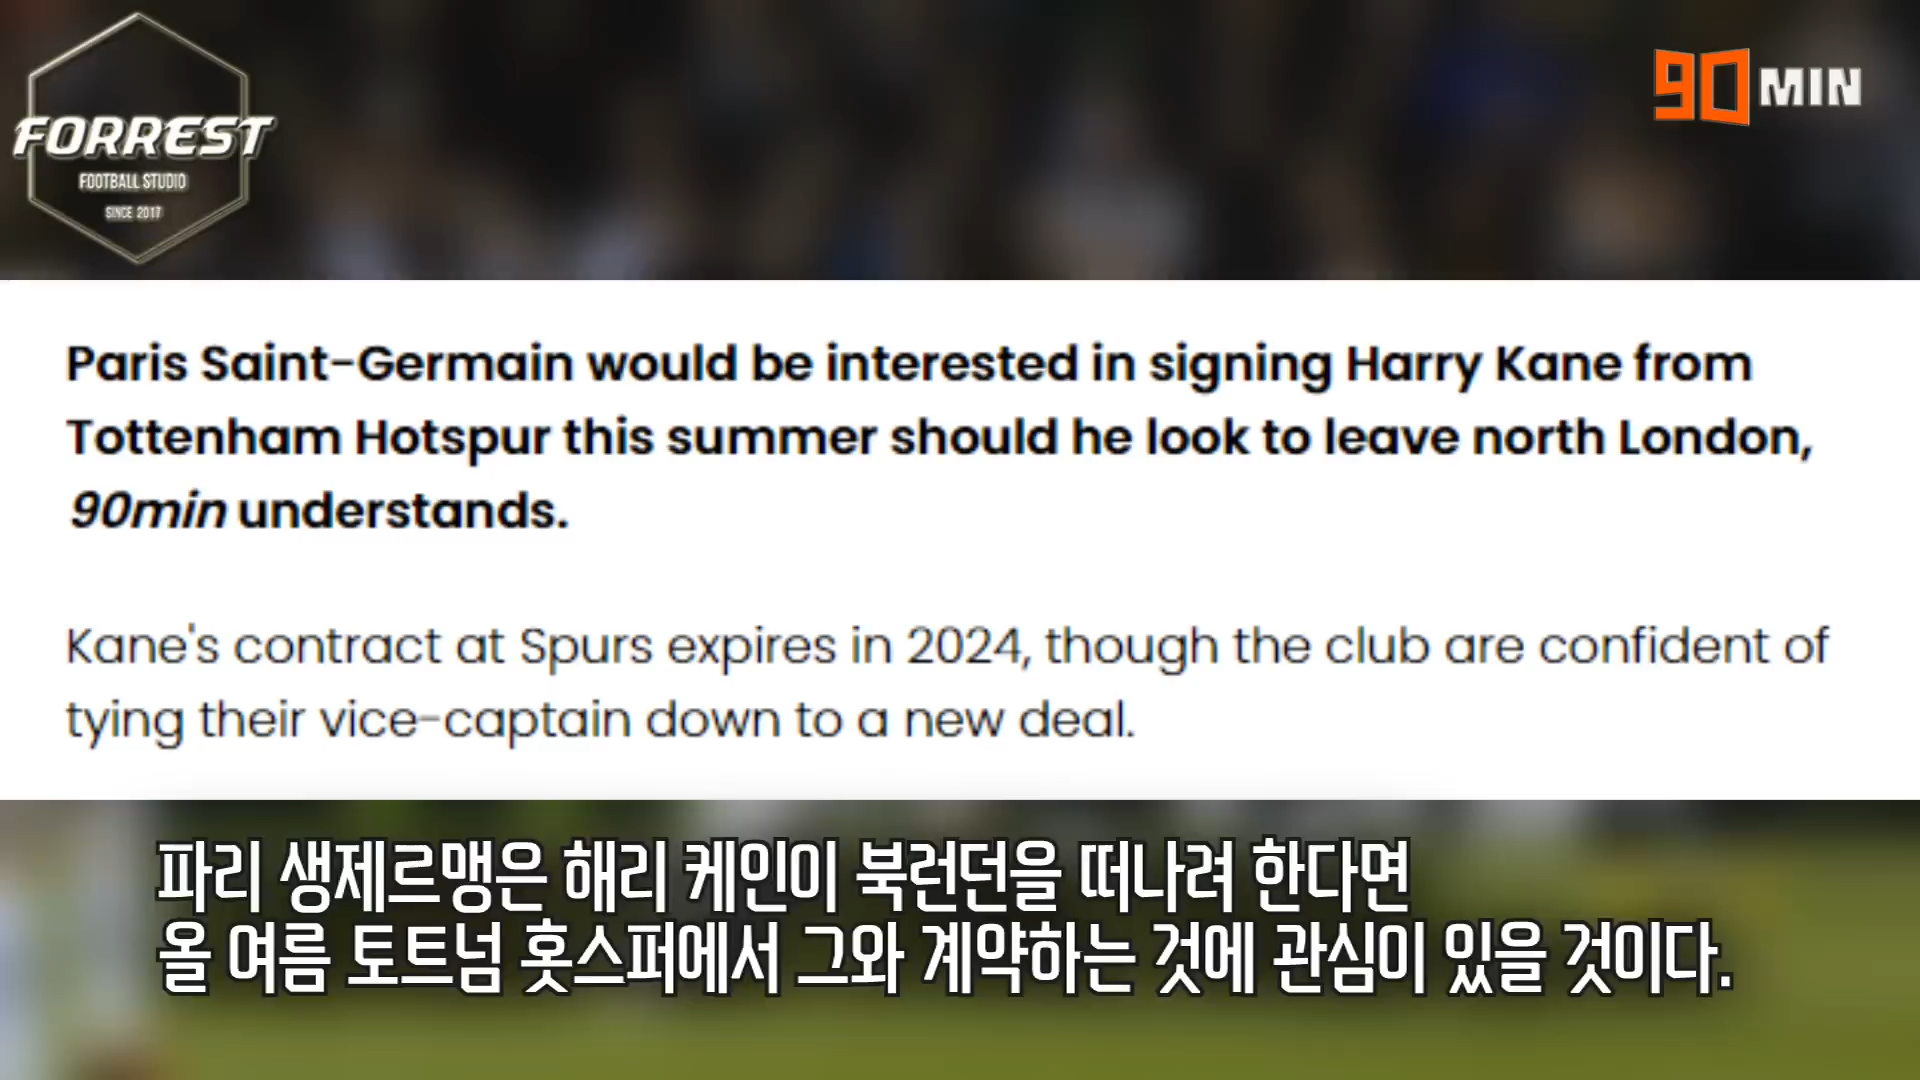 FORREST
FOOTBALL STUDIO
SINCE 2017
90MIN
Paris Saint-Germain would be interested in signing Harry Kane from
Tottenham Hotspur this summer should he look to leave north London,
90min understands.
Kane's contract at Spurs expires in 2024, though the club are confident of
tying their vice-captain down to a new deal.
파리 생제르맹은 해리 케인이 북런던을 떠나려 한다면
올 여름 토트넘 홋스퍼에서 그와 계약하는 것에 관심이 있을 것이다.